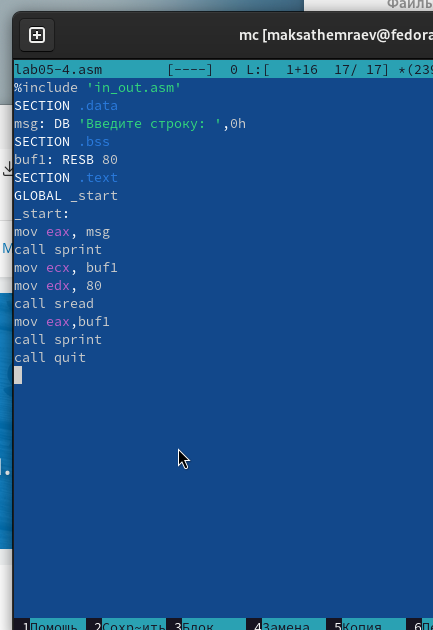 Файлы
mc [maksathemraev@fedora
lab05-4.asm [----] 0 L:[ 1+16 17/ 17] *(239
%include 'in_out.asm'
SECTION .data
msg: DB 'Введите строку: ',0h
SECTION .bss
buf1: RESB 80
SECTION .text
GLOBAL _start
_start:
mov eax, msg
call sprint
mov ecx, buf1
mov edx, 80
call sread
mov eax,buf1
call sprint
call quit
1Помощь 2Сохр~ить 3Блок 4Замена 5Копия 6Пе